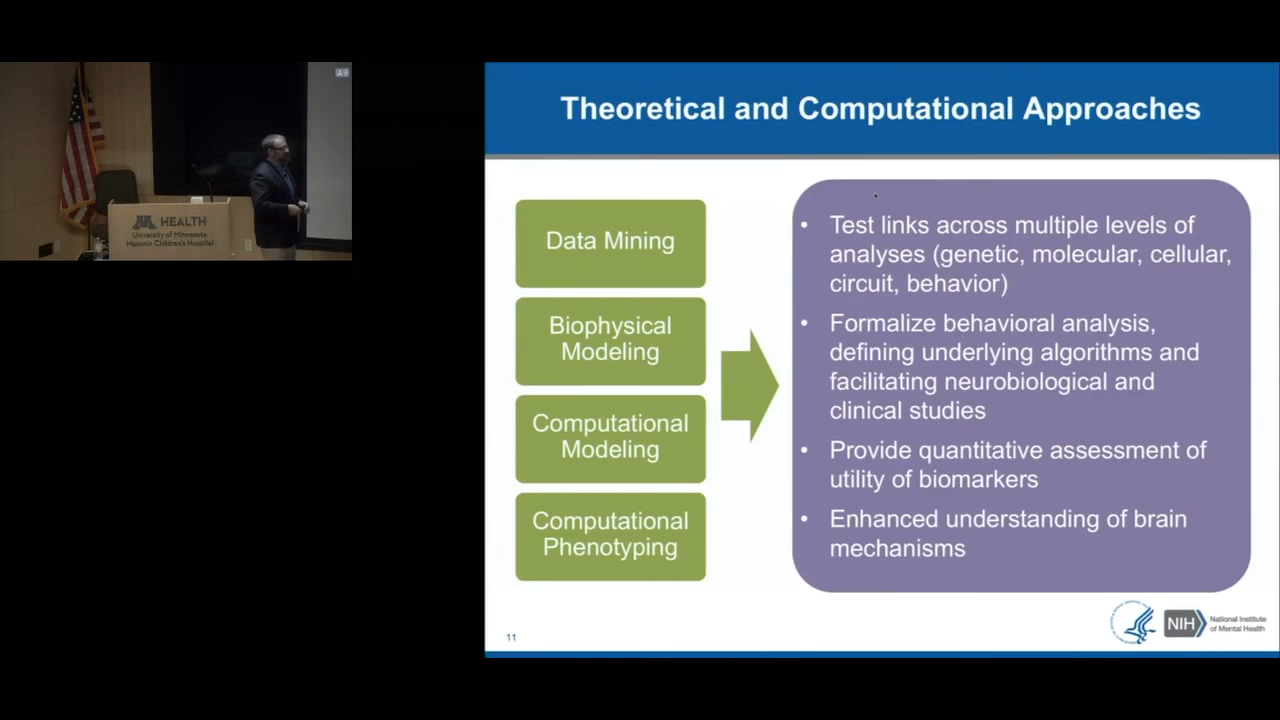 M HEALTH
University of Minnesota
Masonic Children's Hospital
Theoretical and Computational Approaches
Data Mining
Biophysical
Modeling
Computational
Modeling
Computational
Phenotyping
• Test links across multiple levels of
analyses (genetic, molecular, cellular,
circuit, behavior)
• Formalize behavioral analysis,
defining underlying algorithms and
facilitating neurobiological and
clinical studies
• Provide quantitative assessment of
utility of biomarkers
• Enhanced understanding of brain
mechanisms
11
NIH
National Institute
of Mental Health